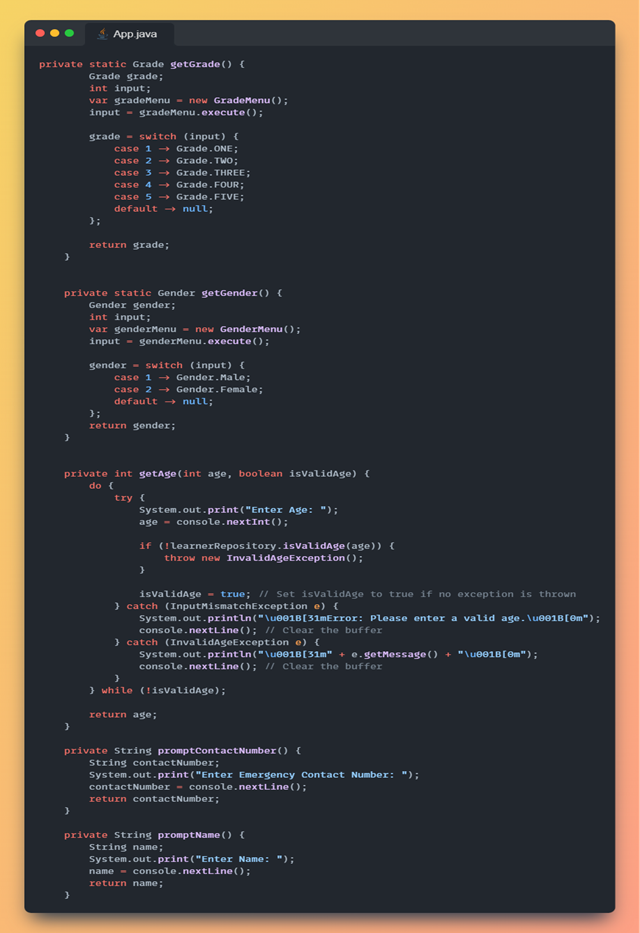 App.java
private static Grade getGrade() {
        Grade grade;
        int input;
        var gradeMenu = new GradeMenu();
        input = gradeMenu.execute();

        grade = switch (input) {
            case 1 -> Grade.ONE;
            case 2 -> Grade.TWO;
            case 3 -> Grade.THREE;
            case 4 -> Grade.FOUR;
            case 5 -> Grade.FIVE;
            default -> null;
        };

        return grade;
    }


    private static Gender getGender() {
        Gender gender;
        int input;
        var genderMenu = new GenderMenu();
        input = genderMenu.execute();

        gender = switch (input) {
            case 1 -> Gender.Male;
            case 2 -> Gender.Female;
            default -> null;
        };
        return gender;
    }


    private int getAge(int age, boolean isValidAge) {
        do {
            try {
                System.out.print("Enter Age: ");
                age = console.nextInt();

                if (!learnerRepository.isValidAge(age)) {
                    throw new InvalidAgeException();
                }

                isValidAge = true; // Set isValidAge to true if no exception is thrown
            } catch (InputMismatchException e) {
                System.out.println("\u001B[31mError: Please enter a valid age.\u001B[0m");
                console.nextLine(); // Clear the buffer
            } catch (InvalidAgeException e) {
                System.out.println("\u001B[31m" + e.getMessage() + "\u001B[0m");
                console.nextLine(); // Clear the buffer
            }
        } while (!isValidAge);

        return age;
    }

    private String promptContactNumber() {
        String contactNumber;
        System.out.print("Enter Emergency Contact Number: ");
        contactNumber = console.nextLine();
        return contactNumber;
    }

    private String promptName() {
        String name;
        System.out.print("Enter Name: ");
        name = console.nextLine();
        return name;
    }